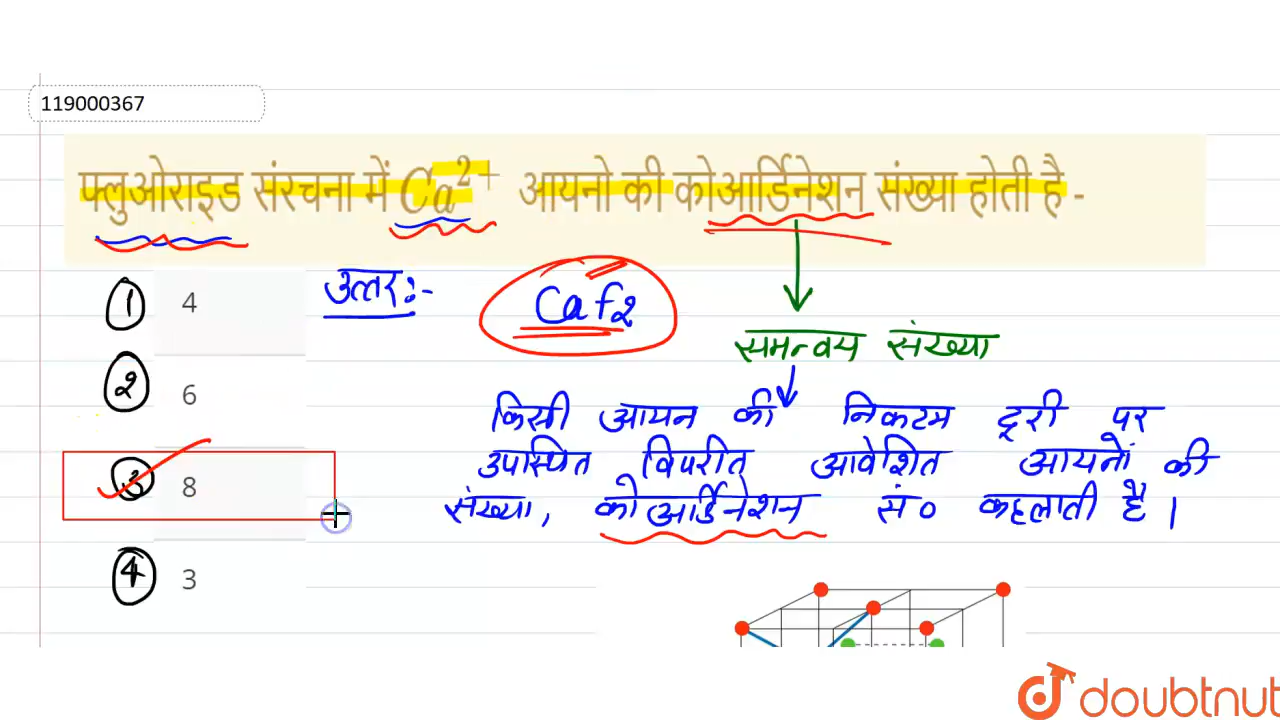 119000367
फ्लुओराइड संरचना में Ca²⁺ आयनो की कोआर्डिनेशन संख्या होती है -
1 4
उत्तर:-
CaF2
समन्वय संख्या
2 6
किसी आयन की निकटम दूरी पर
उपस्थित विपरीत आवेशित आयनों की
3 8
संख्या, कोआर्डिनेशन सं० कहलाती है।
4 3
doubtnut